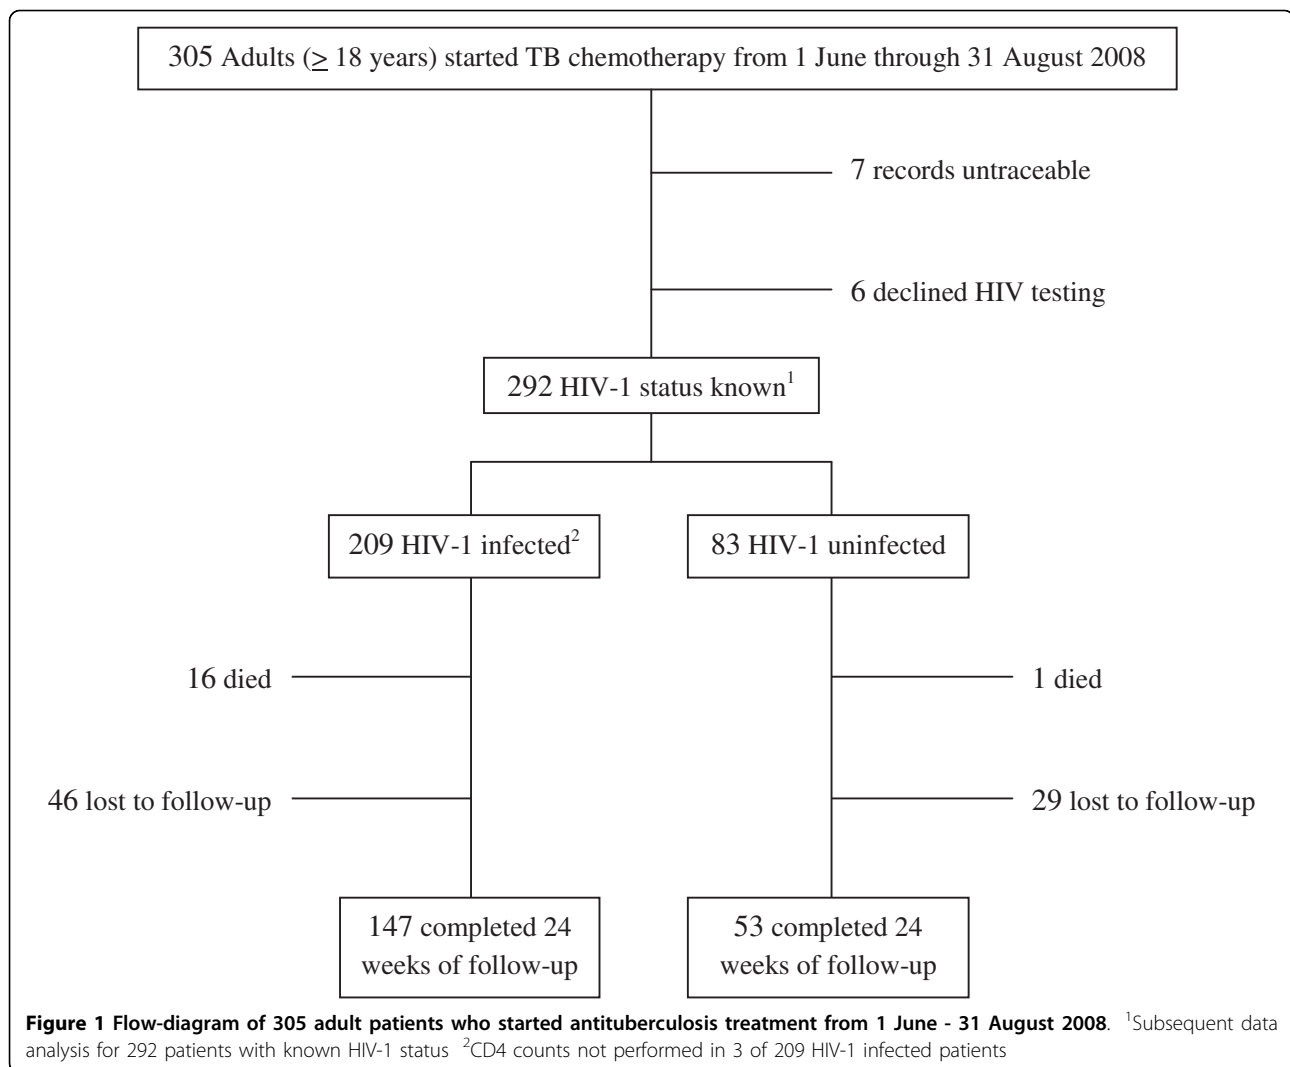 305 Adults (≥ 18 years) started TB chemotherapy from 1 June through 31 August 2008
7 records untraceable
6 declined HIV testing
292 HIV-1 status known¹
209 HIV-1 infected²
83 HIV-1 uninfected
16 died
1 died
46 lost to follow-up
29 lost to follow-up
147 completed 24
weeks of follow-up
53 completed 24
weeks of follow-up
Figure 1 Flow-diagram of 305 adult patients who started antituberculosis treatment from 1 June - 31 August 2008. ¹Subsequent data
analysis for 292 patients with known HIV-1 status ²CD4 counts not performed in 3 of 209 HIV-1 infected patients